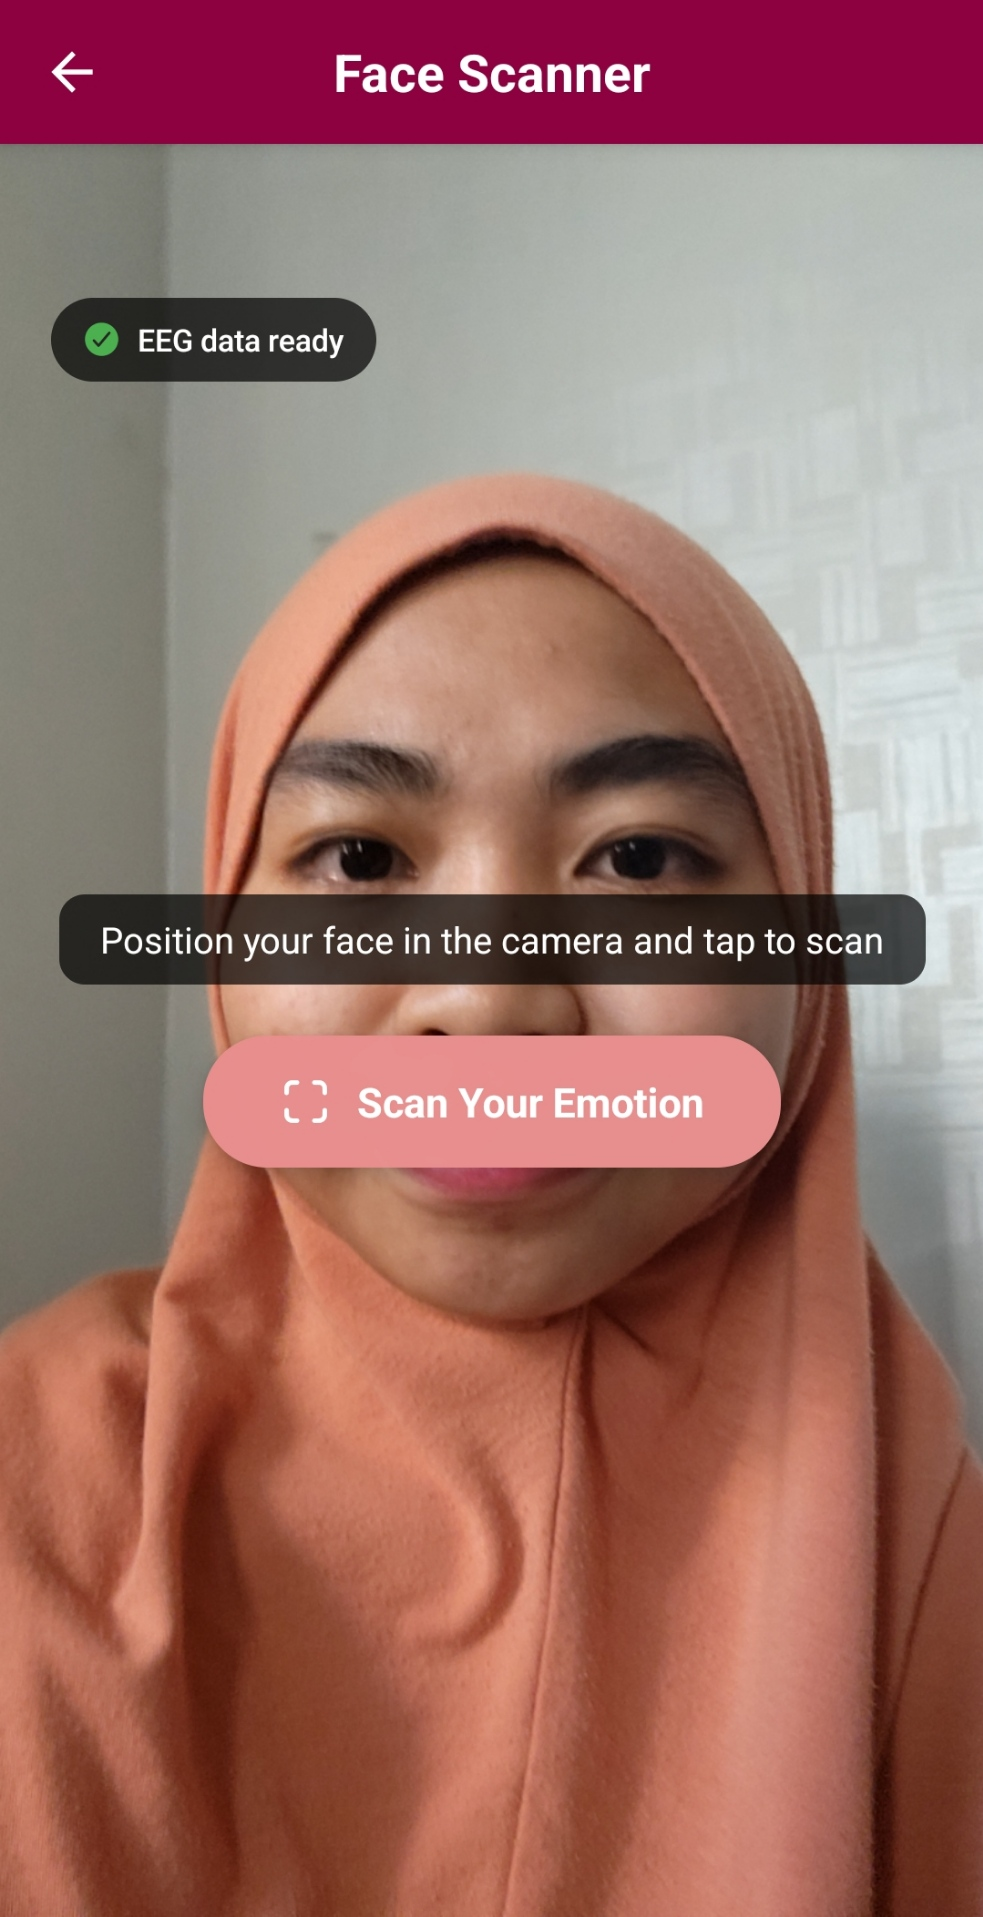 Face Scanner
EEG data ready
Position your face in the camera and tap to scan
Scan Your Emotion